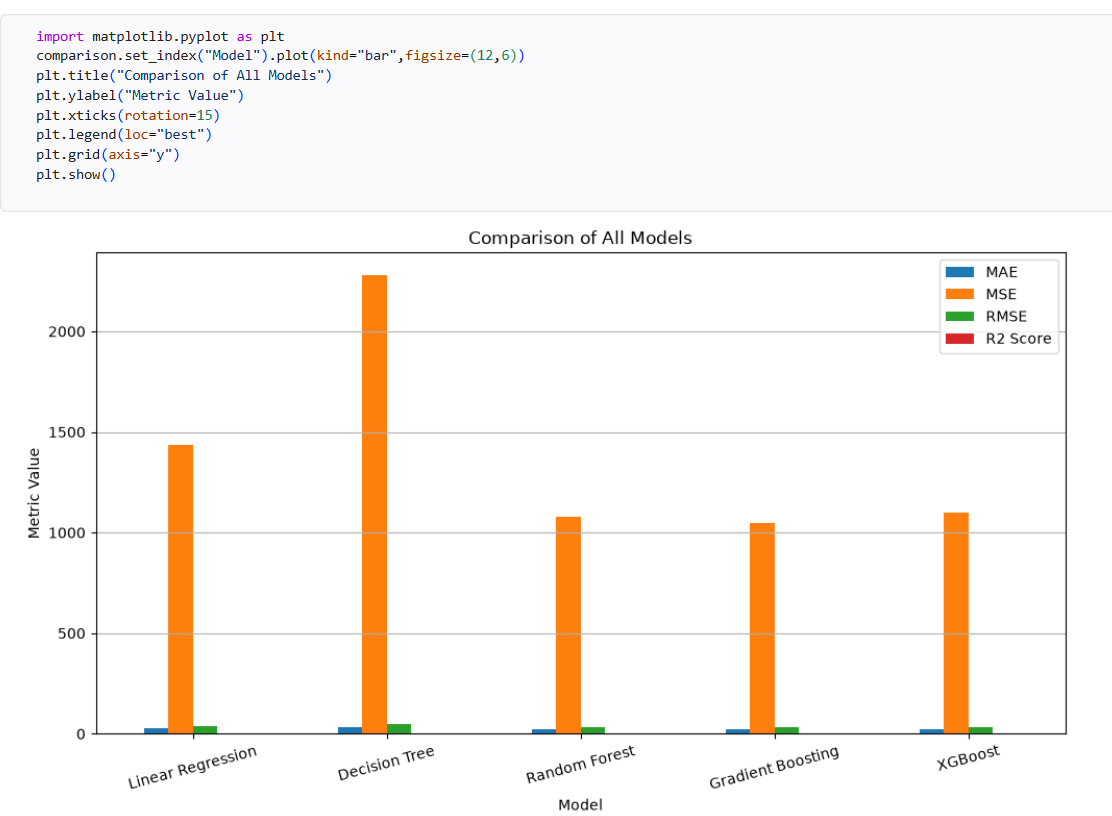 import matplotlib.pyplot as plt
comparison.set_index("Model").plot(kind="bar",figsize=(12,6))
plt.title("Comparison of All Models")
plt.ylabel("Metric Value")
plt.xticks(rotation=15)
plt.legend(loc="best")
plt.grid(axis="y")
plt.show()
Comparison of All Models
MAE
MSE
RMSE
R2 Score
Metric Value
2000
1500
1000
500
0
Linear Regression
Decision Tree
Random Forest
Gradient Boosting
XGBoost
Model